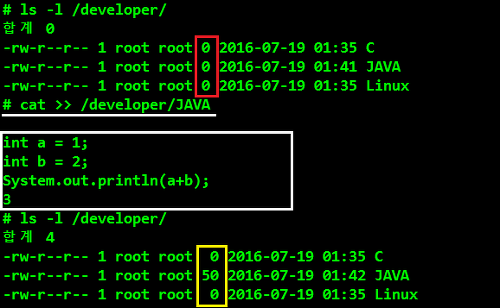 # ls -l /developer/
합계 0
-rw-r--r-- 1 root root 0 2016-07-19 01:35 C
-rw-r--r-- 1 root root 0 2016-07-19 01:41 JAVA
-rw-r--r-- 1 root root 0 2016-07-19 01:35 Linux
# cat >> /developer/JAVA
int a = 1;
int b = 2;
System.out.println(a+b);
3
# ls -l /developer/
합계 4
-rw-r--r-- 1 root root  0 2016-07-19 01:35 C
-rw-r--r-- 1 root root 50 2016-07-19 01:42 JAVA
-rw-r--r-- 1 root root  0 2016-07-19 01:35 Linux